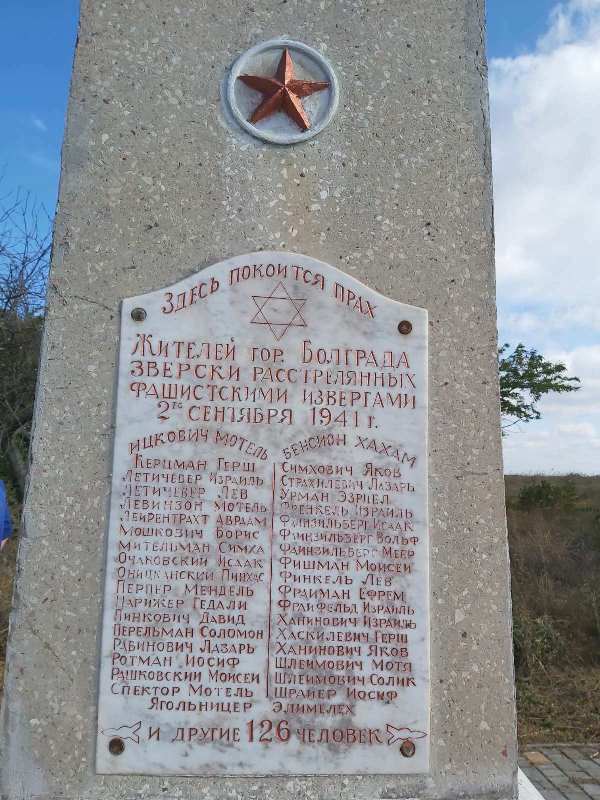 Здесь покоится прах
Жителей гор. Болграда
зверски расстрелянных
фашистскими извергами
2го сентября 1941 г.
Ицкович Мотель
Керцман Герш
Летичевер Израиль
Летичевер Лев
Левинзон Мотель
Лейрентрахт Авраам
Мошкозич Борис
Мительман Симха
Очаковский Исаак
Оницканский Пинхас
Перпер Мендель
Парижер Гедали
Пинкович Давид
Перельман Соломон
Рабинович Лазарь
Ротман Иосиф
Рашковский Моисей
Спектор Мотель
Бенсион Хахам
Симхович Яков
Страхилевич Лазарь
Урман Эзриел
Френкель Израиль
Файнзильберг Исаак
Файнзильберг Вольф
Файнзильберг Меер
Фишман Моисей
Финкель Лев
Фрайман Ефрем
Фрайфельд Израиль
Ханинович Израиль
Хаскилевич Герш
Ханинович Яков
Шлеймович Мотя
Шлеймович Солик
Шрайер Иосиф
Ягольницер Элимелех
и другие 126 человек